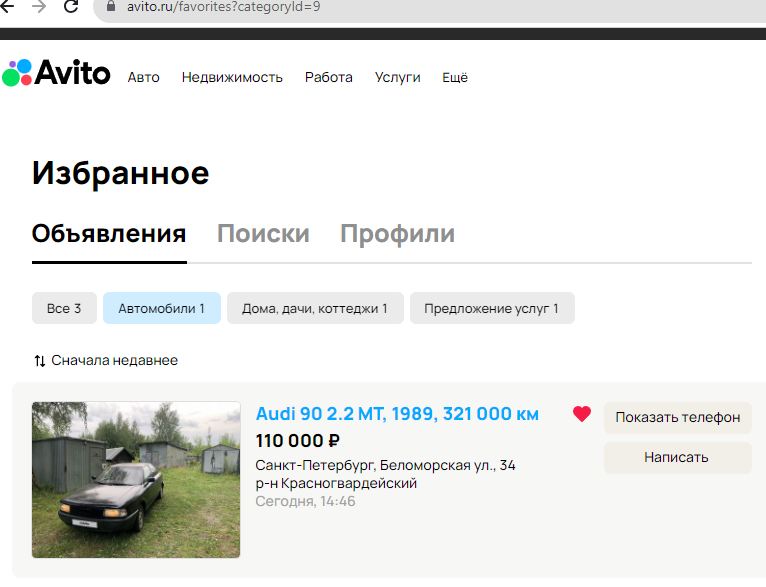 avito.ru/favorites?categoryId=9
Avito Авто Недвижимость Работа Услуги Ещё
Избранное
Объявления Поиски Профили
Все 3 Автомобили 1 Дома, дачи, коттеджи 1 Предложение услуг 1
Сначала недавнее
Audi 90 2.2 MT, 1989, 321 000 км
110 000 ₽
Санкт-Петербург, Беломорская ул., 34
р-н Красногвардейский
Сегодня, 14:46
Показать телефон
Написать
Avito